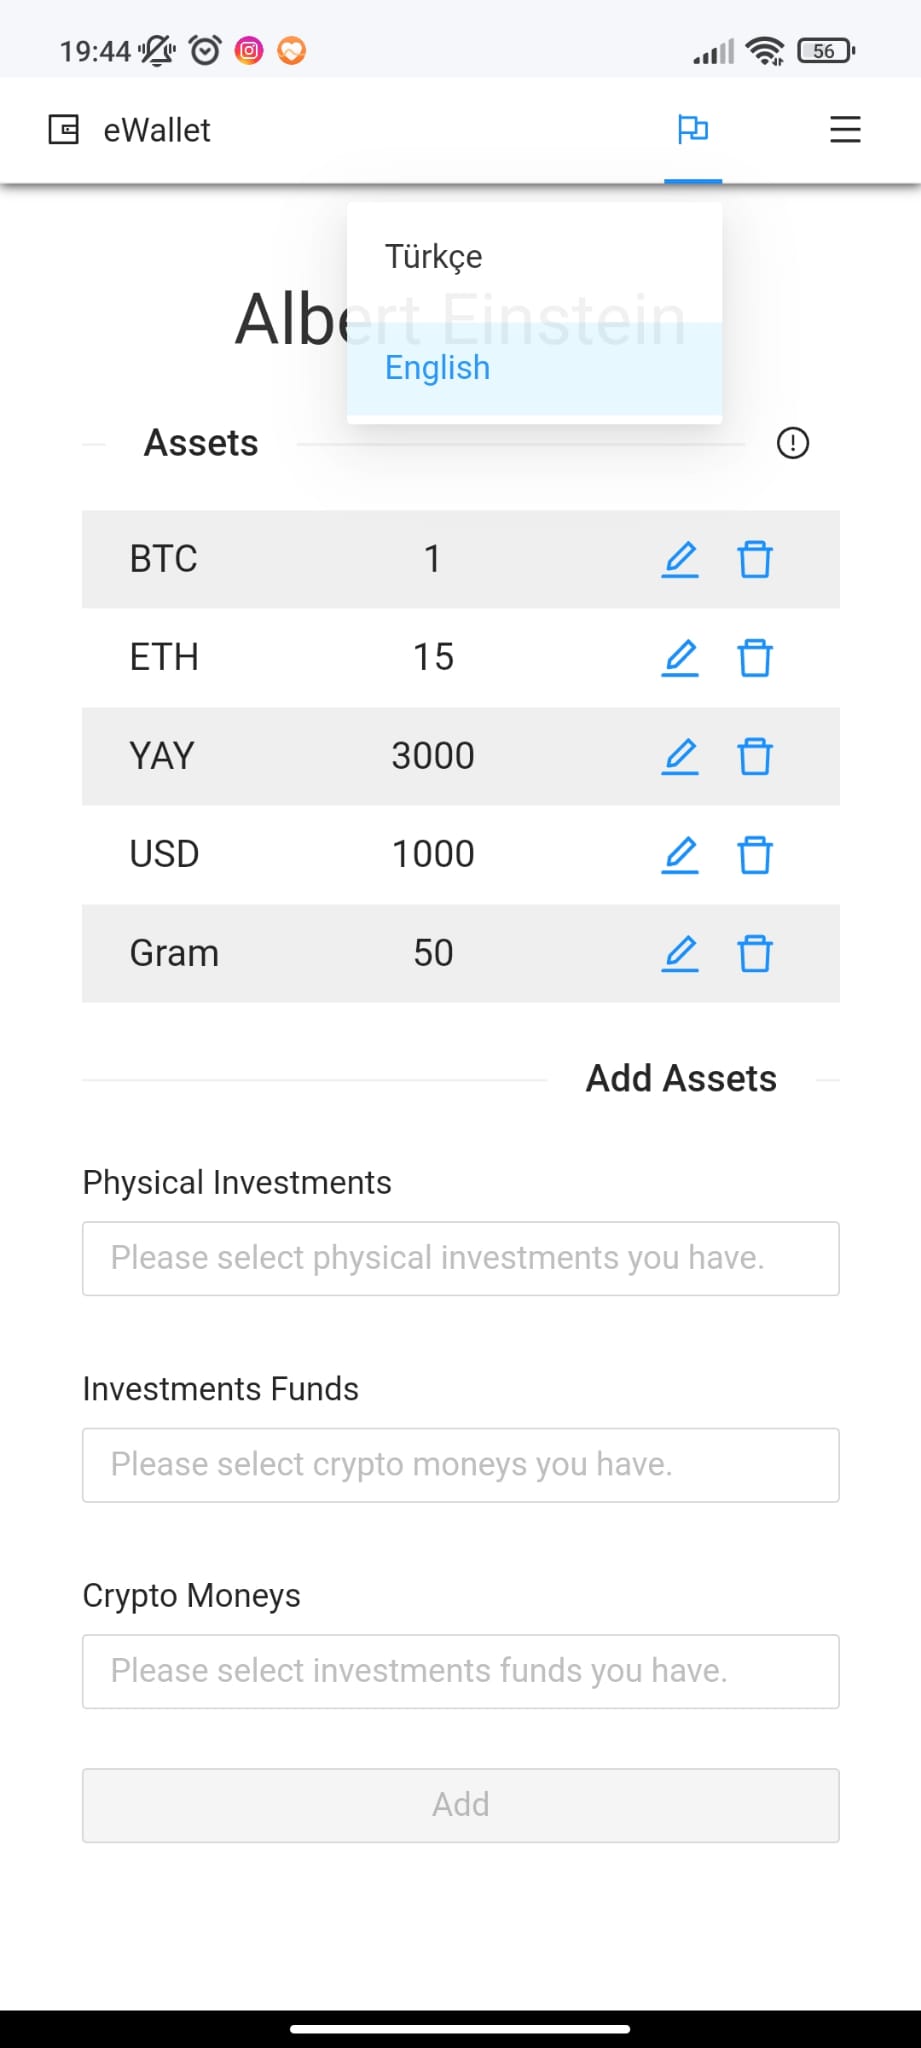 19:44
56
eWallet
Türkçe
Albert Einstein
English
Assets
BTC 1
ETH 15
YAY 3000
USD 1000
Gram 50
Add Assets
Physical Investments
Please select physical investments you have.
Investments Funds
Please select crypto moneys you have.
Crypto Moneys
Please select investments funds you have.
Add